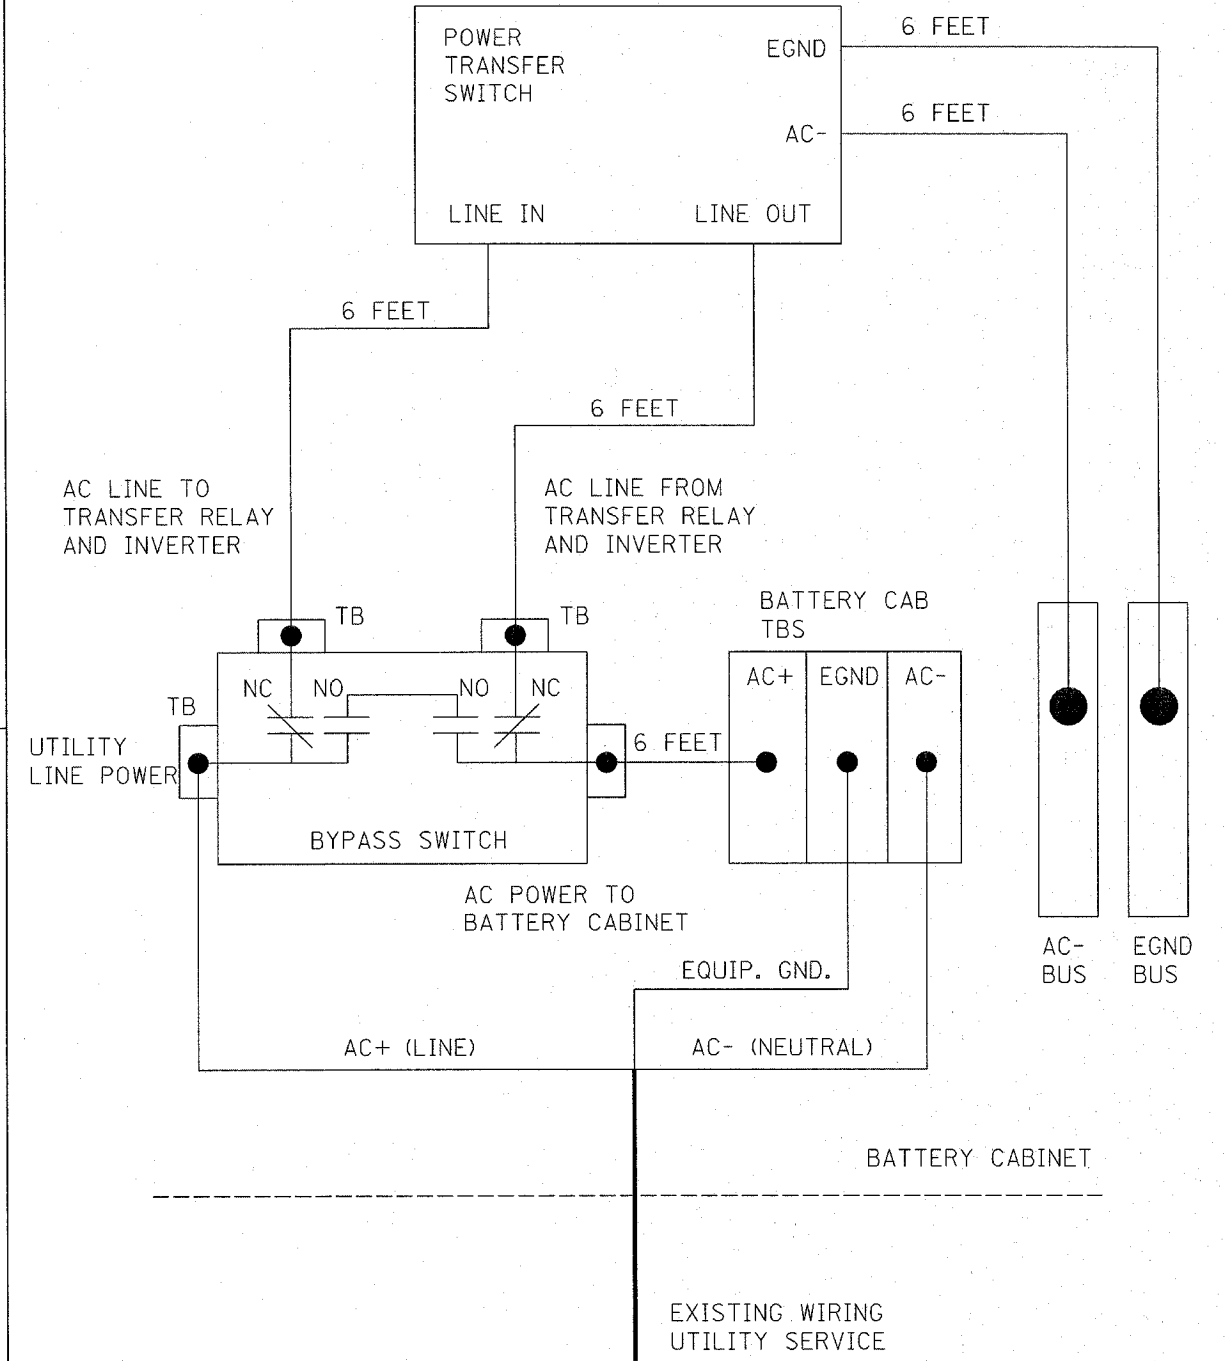 6 FEET
POWER
TRANSFER
SWITCH
EGND
6 FEET
AC-
LINE IN
LINE OUT
6 FEET
6 FEET
AC LINE TO
TRANSFER RELAY
AND INVERTER
AC LINE FROM
TRANSFER RELAY
AND INVERTER
TB
TB
BATTERY CAB
TBS
NC
NO
NO
NC
AC+
EGND
AC-
TB
UTILITY
LINE POWER
6 FEET
BYPASS SWITCH
AC POWER TO
BATTERY CABINET
AC-
BUS
EGND
BUS
EQUIP. GND.
AC+ (LINE)
AC- (NEUTRAL)
BATTERY CABINET
EXISTING WIRING
UTILITY SERVICE